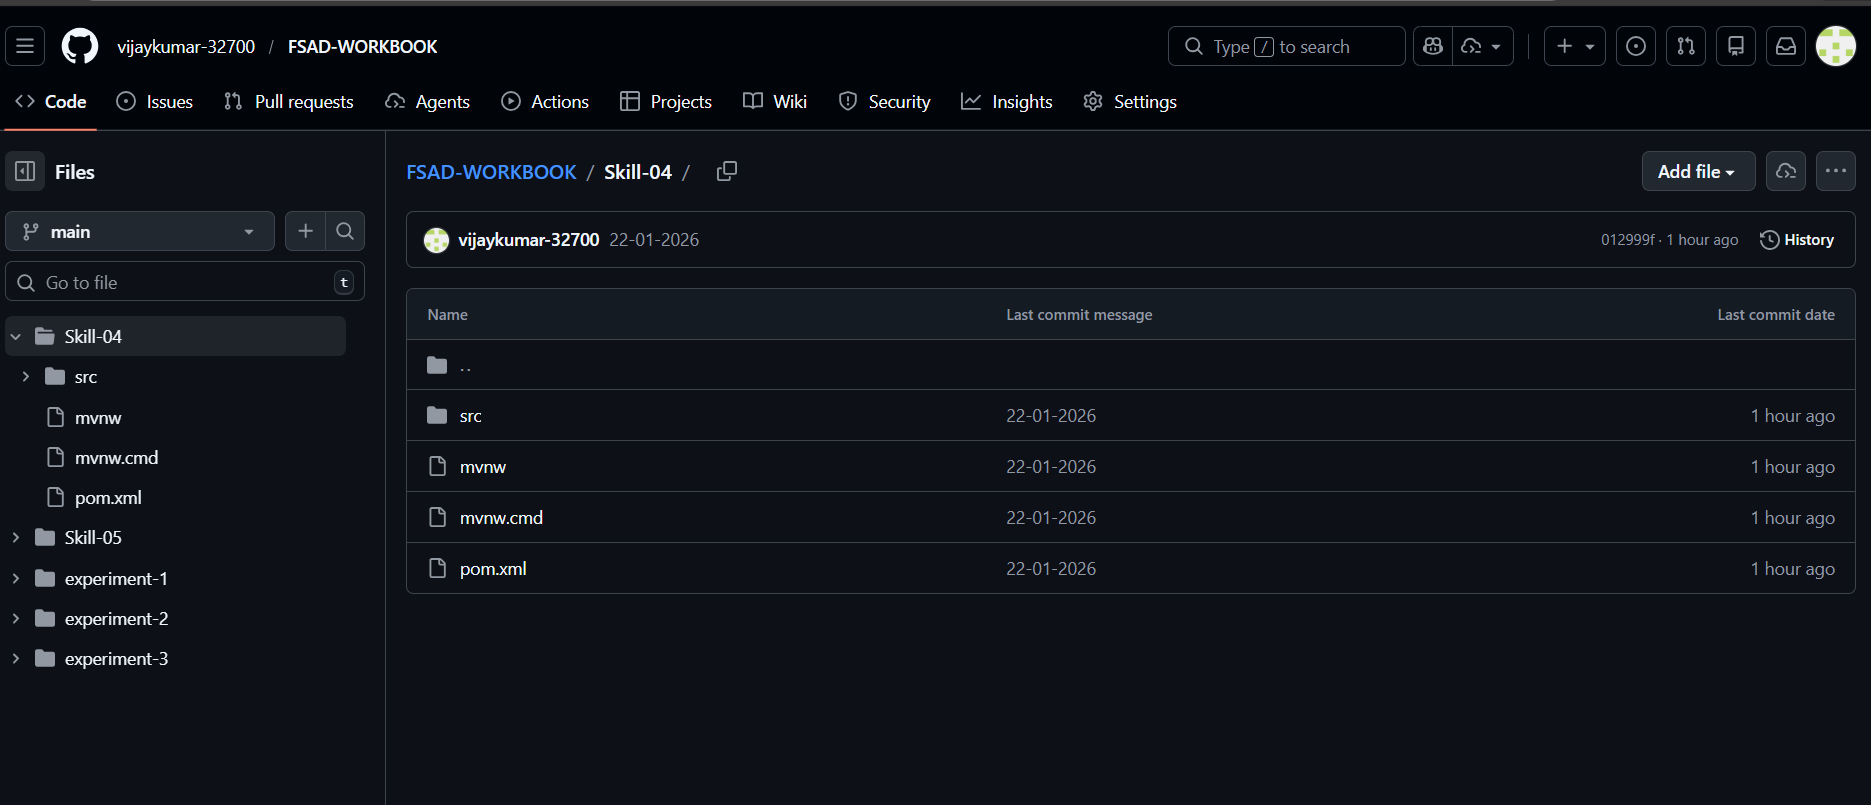 vijaykumar-32700 / FSAD-WORKBOOK
Type / to search
Code Issues Pull requests Agents Actions Projects Wiki Security Insights Settings
Files
main
Go to file t
Skill-04
src
mvnw
mvnw.cmd
pom.xml
Skill-05
experiment-1
experiment-2
experiment-3
FSAD-WORKBOOK / Skill-04 /
Add file
vijaykumar-32700 22-01-2026
012999f · 1 hour ago History
Name Last commit message Last commit date
..
src 22-01-2026 1 hour ago
mvnw 22-01-2026 1 hour ago
mvnw.cmd 22-01-2026 1 hour ago
pom.xml 22-01-2026 1 hour ago